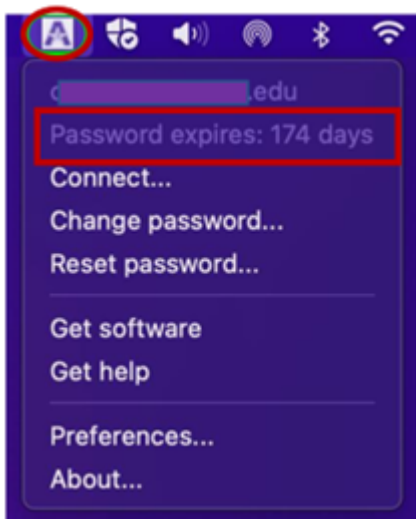 A
.edu
Password expires: 174 days
Connect...
Change password...
Reset password...
Get software
Get help
Preferences...
About...